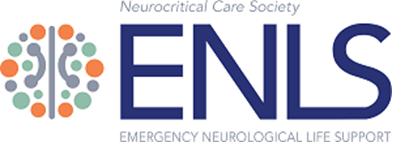 Neurocritical Care Society
ENLS
EMERGENCY NEUROLOGICAL LIFE SUPPORT